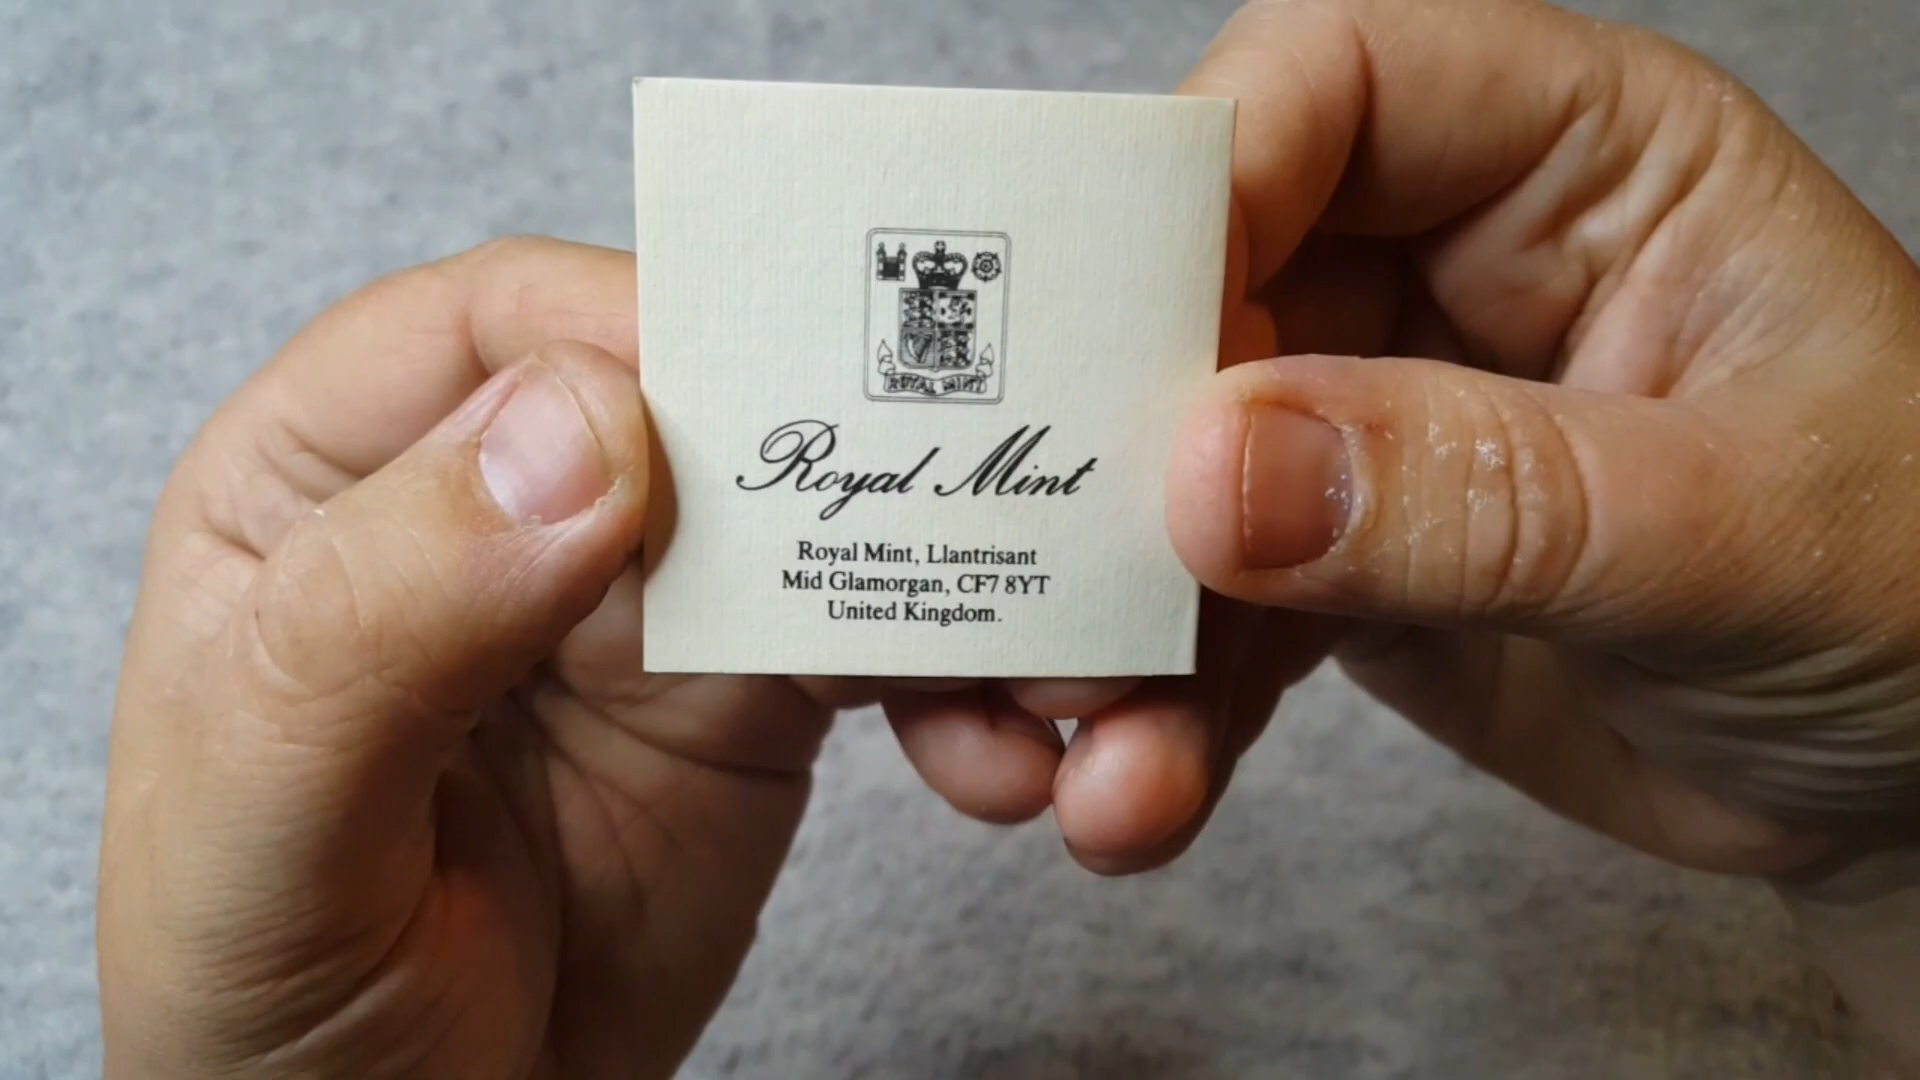 ROYAL MINT
Royal Mint
Royal Mint, Llantrisant
Mid Glamorgan, CF7 8YT
United Kingdom.